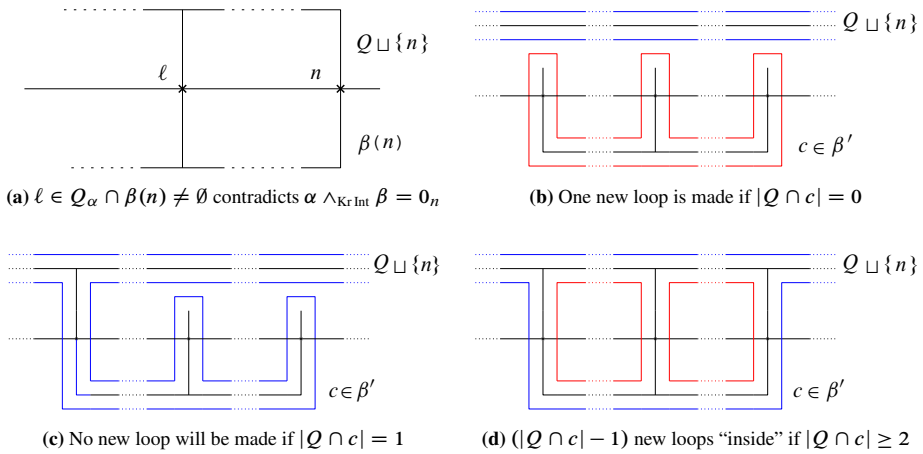 Q ⊔ {n}
ℓ
n
β(n)
(a) ℓ ∈ Q_α ∩ β(n) ≠ ∅ contradicts α ∧_{Kr Int} β = 0_n
Q ⊔ {n}
c ∈ β′
(b) One new loop is made if |Q ∩ c| = 0
Q ⊔ {n}
c ∈ β′
(c) No new loop will be made if |Q ∩ c| = 1
Q ⊔ {n}
c ∈ β′
(d) (|Q ∩ c| − 1) new loops “inside” if |Q ∩ c| ≥ 2